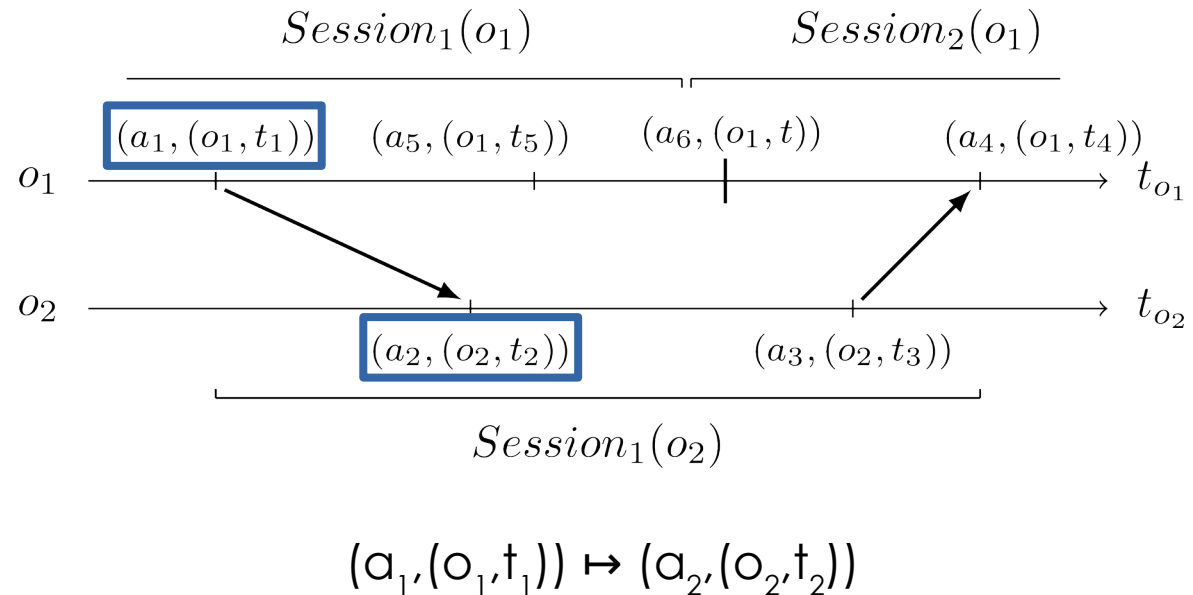 Session₁(o₁) Session₂(o₁)
(a₁, (o₁, t₁)) (a₅, (o₁, t₅)) (a₆, (o₁, t)) (a₄, (o₁, t₄))
o₁ t_{o₁}
o₂ t_{o₂}
(a₂, (o₂, t₂)) (a₃, (o₂, t₃))
Session₁(o₂)
(a₁,(o₁,t₁)) ↦ (a₂,(o₂,t₂))